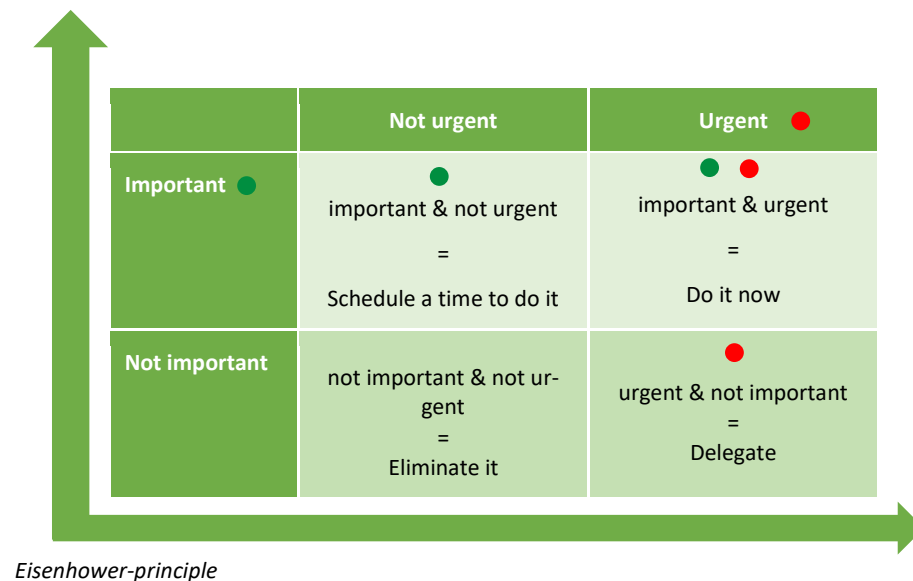 Not urgent
Urgent
Important
important & not urgent
=
Schedule a time to do it
important & urgent
=
Do it now
Not important
not important & not ur-
gent
=
Eliminate it
urgent & not important
=
Delegate
Eisenhower-principle